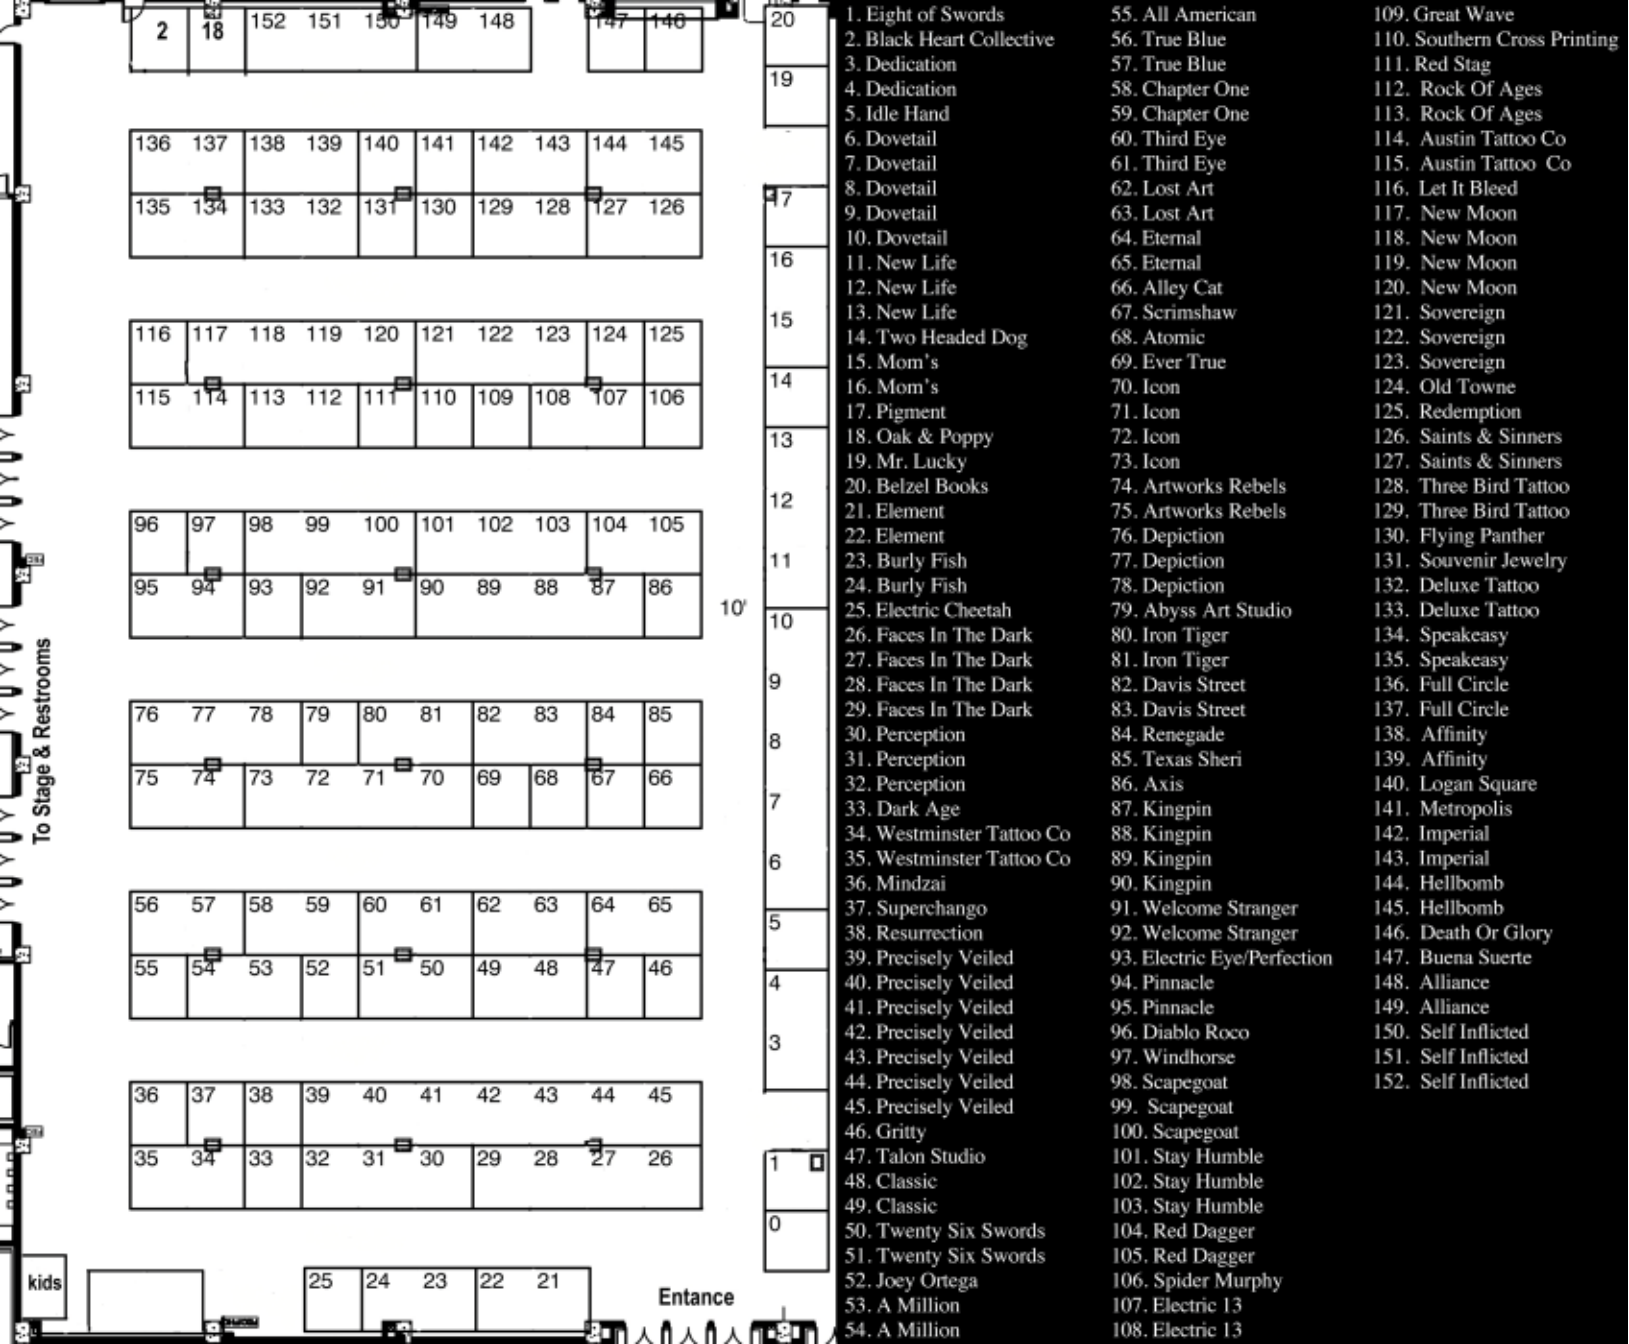 2 18 152 151 150 149 148 147 146 20
19
136 137 138 139 140 141 142 143 144 145
135 134 133 132 131 130 129 128 127 126
17
16
116 117 118 119 120 121 122 123 124 125
15
115 114 113 112 111 110 109 108 107 106
14
13
96 97 98 99 100 101 102 103 104 105
12
11
95 94 93 92 91 90 89 88 87 86
10'
10
To Stage & Restrooms
9
76 77 78 79 80 81 82 83 84 85
8
75 74 73 72 71 70 69 68 67 66
7
6
56 57 58 59 60 61 62 63 64 65
5
55 54 53 52 51 50 49 48 47 46
4
3
36 37 38 39 40 41 42 43 44 45
35 34 33 32 31 30 29 28 27 26
1
0
kids
25 24 23 22 21
Entrance
1. Eight of Swords
2. Black Heart Collective
3. Dedication
4. Dedication
5. Idle Hand
6. Dovetail
7. Dovetail
8. Dovetail
9. Dovetail
10. Dovetail
11. New Life
12. New Life
13. New Life
14. Two Headed Dog
15. Mom's
16. Mom's
17. Pigment
18. Oak & Poppy
19. Mr. Lucky
20. Belzel Books
21. Element
22. Element
23. Burly Fish
24. Burly Fish
25. Electric Cheetah
26. Faces In The Dark
27. Faces In The Dark
28. Faces In The Dark
29. Faces In The Dark
30. Perception
31. Perception
32. Perception
33. Dark Age
34. Westminster Tattoo Co
35. Westminster Tattoo Co
36. Mindzai
37. Superchango
38. Resurrection
39. Precisely Veiled
40. Precisely Veiled
41. Precisely Veiled
42. Precisely Veiled
43. Precisely Veiled
44. Precisely Veiled
45. Precisely Veiled
46. Gritty
47. Talon Studio
48. Classic
49. Classic
50. Twenty Six Swords
51. Twenty Six Swords
52. Joey Ortega
53. A Million
54. A Million
55. All American
56. True Blue
57. True Blue
58. Chapter One
59. Chapter One
60. Third Eye
61. Third Eye
62. Lost Art
63. Lost Art
64. Eternal
65. Eternal
66. Alley Cat
67. Scrimshaw
68. Atomic
69. Ever True
70. Icon
71. Icon
72. Icon
73. Icon
74. Artworks Rebels
75. Artworks Rebels
76. Depiction
77. Depiction
78. Depiction
79. Abyss Art Studio
80. Iron Tiger
81. Iron Tiger
82. Davis Street
83. Davis Street
84. Renegade
85. Texas Sheri
86. Axis
87. Kingpin
88. Kingpin
89. Kingpin
90. Kingpin
91. Welcome Stranger
92. Welcome Stranger
93. Electric Eye/Perfection
94. Pinnacle
95. Pinnacle
96. Diablo Roco
97. Windhorse
98. Scapegoat
99. Scapegoat
100. Scapegoat
101. Stay Humble
102. Stay Humble
103. Stay Humble
104. Red Dagger
105. Red Dagger
106. Spider Murphy
107. Electric 13
108. Electric 13
109. Great Wave
110. Southern Cross Printing
111. Red Stag
112. Rock Of Ages
113. Rock Of Ages
114. Austin Tattoo Co
115. Austin Tattoo Co
116. Let It Bleed
117. New Moon
118. New Moon
119. New Moon
120. New Moon
121. Sovereign
122. Sovereign
123. Sovereign
124. Old Towne
125. Redemption
126. Saints & Sinners
127. Saints & Sinners
128. Three Bird Tattoo
129. Three Bird Tattoo
130. Flying Panther
131. Souvenir Jewelry
132. Deluxe Tattoo
133. Deluxe Tattoo
134. Speakeasy
135. Speakeasy
136. Full Circle
137. Full Circle
138. Affinity
139. Affinity
140. Logan Square
141. Metropolis
142. Imperial
143. Imperial
144. Hellbomb
145. Hellbomb
146. Death Or Glory
147. Buena Suerte
148. Alliance
149. Alliance
150. Self Inflicted
151. Self Inflicted
152. Self Inflicted